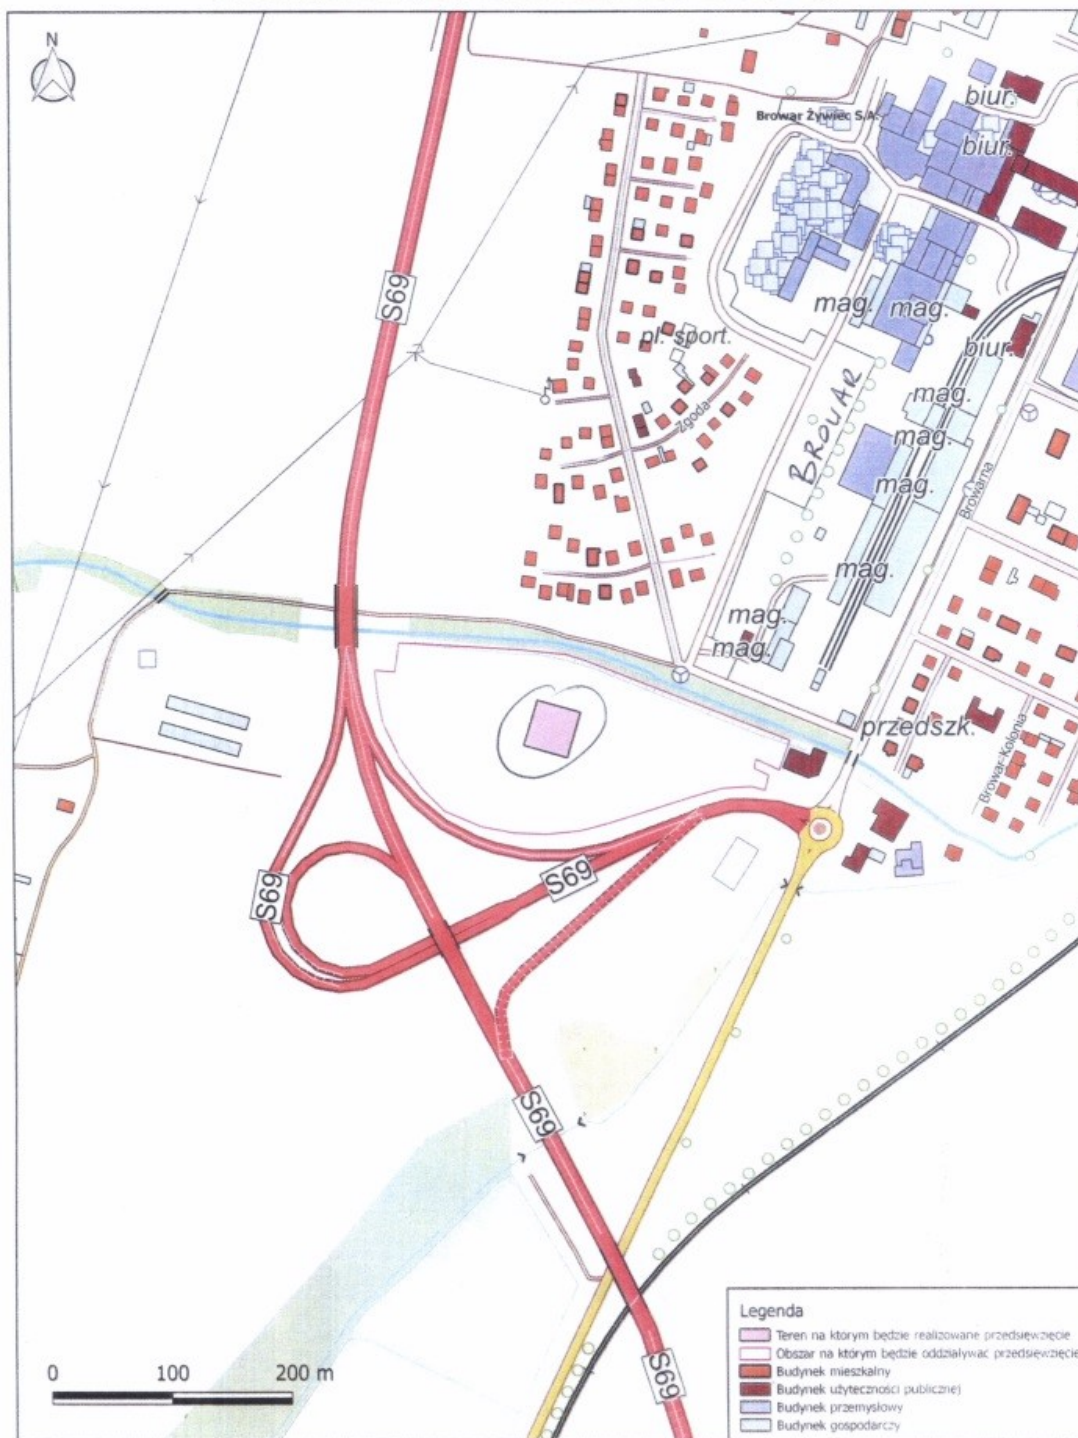 N
biur.
Browar Żywiec S.A.
biur.
S69
mag.
mag.
pl. sport.
biur.
mag.
BROWAR
Zgoda
mag.
mag.
Browarna
mag.
mag.
mag.
przedszk.
Browar-Kolonia
S69
S69
S69
S69
Legenda
Teren na ktorym będzie realizowane przedsięwzięcie
Obszar na którym będzie oddziaływac przedsięwzięcie
Budynek mieszkalny
Budynek użyteczności publicznej
Budynek przemysłowy
Budynek gospodarczy
0 100 200 m